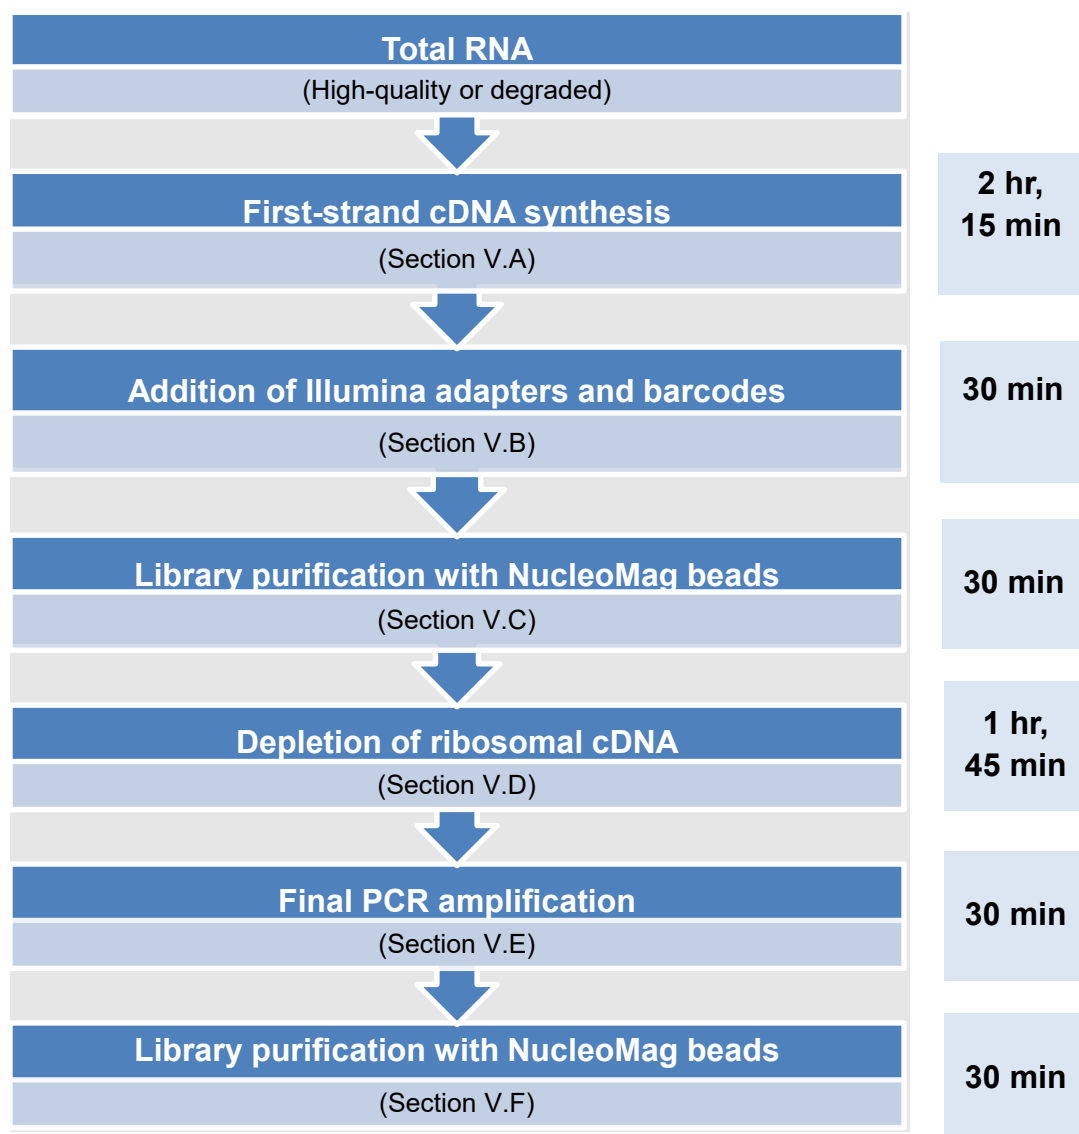 Total RNA
(High-quality or degraded)
First-strand cDNA synthesis
(Section V.A)
2 hr,
15 min
Addition of Illumina adapters and barcodes
(Section V.B)
30 min
Library purification with NucleoMag beads
(Section V.C)
30 min
Depletion of ribosomal cDNA
(Section V.D)
1 hr,
45 min
Final PCR amplification
(Section V.E)
30 min
Library purification with NucleoMag beads
(Section V.F)
30 min